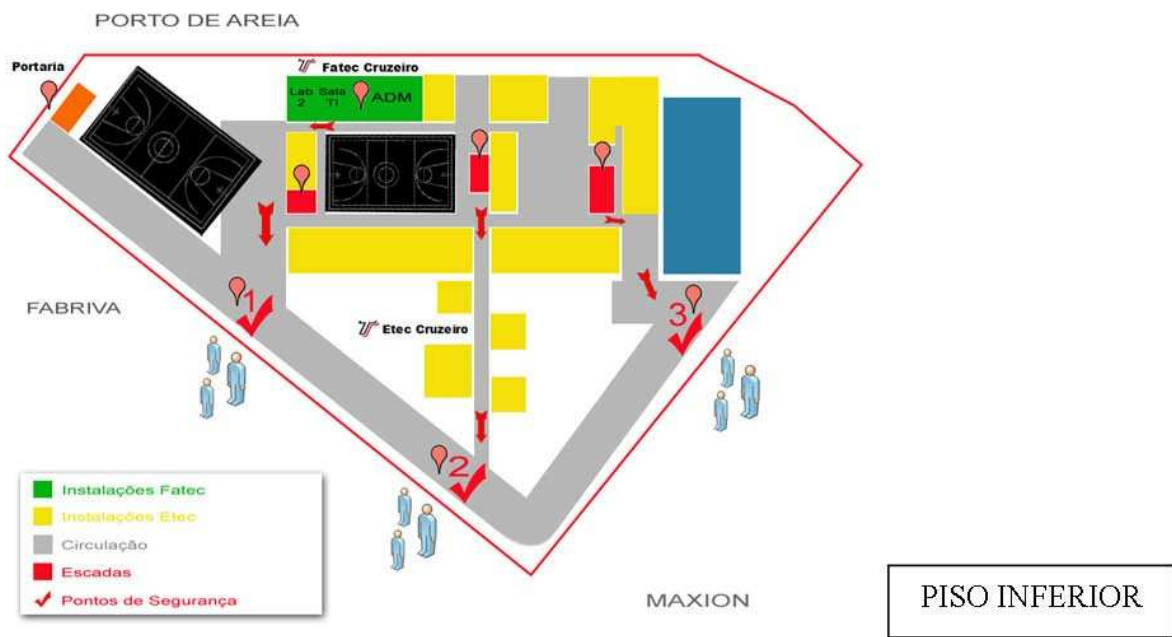 PORTO DE AREIA
Portaria
Fatec Cruzeiro
Lab 2
Sala TI
ADM
FABRIVA
1
Etec Cruzeiro
3
2
Instalações Fatec
Instalações Etec
Circulação
Escadas
Pontos de Segurança
MAXION
PISO INFERIOR